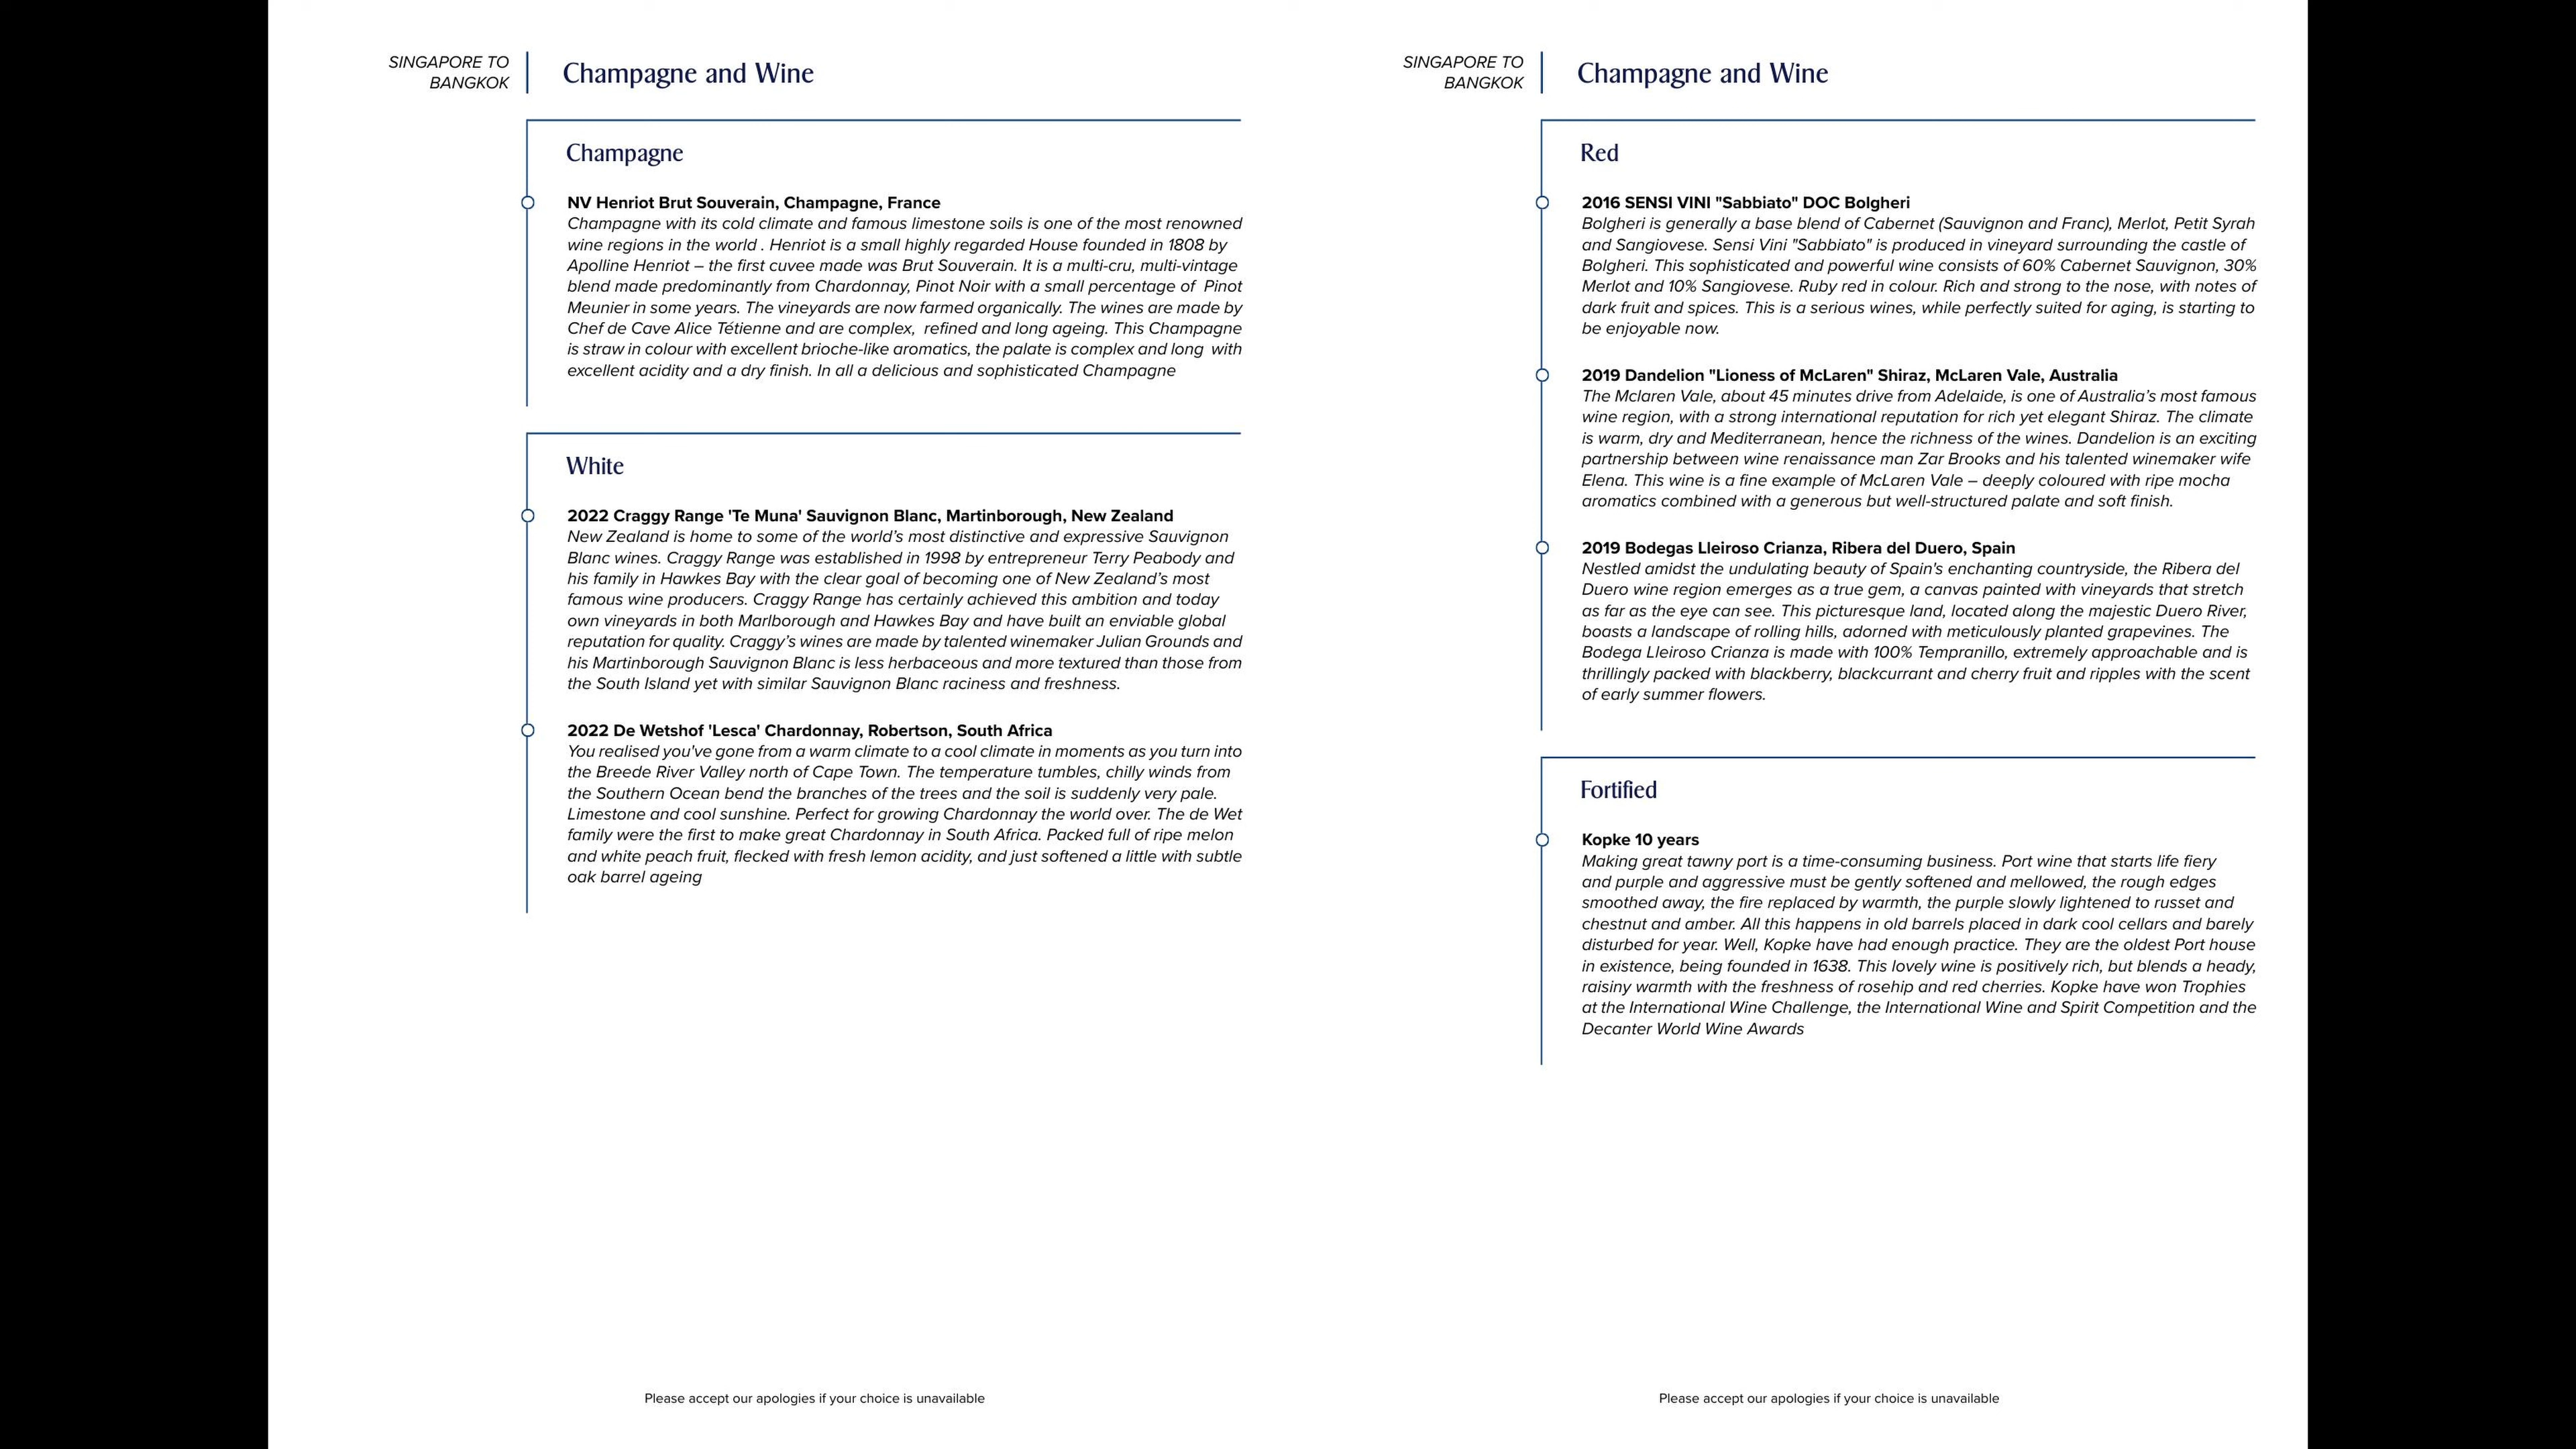 SINGAPORE TO
BANGKOK
Champagne and Wine
Champagne
NV Henriot Brut Souverain, Champagne, France
Champagne with its cold climate and famous limestone soils is one of the most renowned
wine regions in the world . Henriot is a small highly regarded House founded in 1808 by
Apolline Henriot – the first cuvee made was Brut Souverain. It is a multi-cru, multi-vintage
blend made predominantly from Chardonnay, Pinot Noir with a small percentage of  Pinot
Meunier in some years. The vineyards are now farmed organically. The wines are made by
Chef de Cave Alice Tétienne and are complex,  refined and long ageing. This Champagne
is straw in colour with excellent brioche-like aromatics, the palate is complex and long  with
excellent acidity and a dry finish. In all a delicious and sophisticated Champagne
White
2022 Craggy Range 'Te Muna' Sauvignon Blanc, Martinborough, New Zealand
New Zealand is home to some of the world’s most distinctive and expressive Sauvignon
Blanc wines. Craggy Range was established in 1998 by entrepreneur Terry Peabody and
his family in Hawkes Bay with the clear goal of becoming one of New Zealand’s most
famous wine producers. Craggy Range has certainly achieved this ambition and today
own vineyards in both Marlborough and Hawkes Bay and have built an enviable global
reputation for quality. Craggy’s wines are made by talented winemaker Julian Grounds and
his Martinborough Sauvignon Blanc is less herbaceous and more textured than those from
the South Island yet with similar Sauvignon Blanc raciness and freshness.
2022 De Wetshof 'Lesca' Chardonnay, Robertson, South Africa
You realised you've gone from a warm climate to a cool climate in moments as you turn into
the Breede River Valley north of Cape Town. The temperature tumbles, chilly winds from
the Southern Ocean bend the branches of the trees and the soil is suddenly very pale.
Limestone and cool sunshine. Perfect for growing Chardonnay the world over. The de Wet
family were the first to make great Chardonnay in South Africa. Packed full of ripe melon
and white peach fruit, flecked with fresh lemon acidity, and just softened a little with subtle
oak barrel ageing
Please accept our apologies if your choice is unavailable
SINGAPORE TO
BANGKOK
Champagne and Wine
Red
2016 SENSI VINI "Sabbiato" DOC Bolgheri
Bolgheri is generally a base blend of Cabernet (Sauvignon and Franc), Merlot, Petit Syrah
and Sangiovese. Sensi Vini "Sabbiato" is produced in vineyard surrounding the castle of
Bolgheri. This sophisticated and powerful wine consists of 60% Cabernet Sauvignon, 30%
Merlot and 10% Sangiovese. Ruby red in colour. Rich and strong to the nose, with notes of
dark fruit and spices. This is a serious wines, while perfectly suited for aging, is starting to
be enjoyable now.
2019 Dandelion "Lioness of McLaren" Shiraz, McLaren Vale, Australia
The Mclaren Vale, about 45 minutes drive from Adelaide, is one of Australia’s most famous
wine region, with a strong international reputation for rich yet elegant Shiraz. The climate
is warm, dry and Mediterranean, hence the richness of the wines. Dandelion is an exciting
partnership between wine renaissance man Zar Brooks and his talented winemaker wife
Elena. This wine is a fine example of McLaren Vale – deeply coloured with ripe mocha
aromatics combined with a generous but well-structured palate and soft finish.
2019 Bodegas Lleiroso Crianza, Ribera del Duero, Spain
Nestled amidst the undulating beauty of Spain's enchanting countryside, the Ribera del
Duero wine region emerges as a true gem, a canvas painted with vineyards that stretch
as far as the eye can see. This picturesque land, located along the majestic Duero River,
boasts a landscape of rolling hills, adorned with meticulously planted grapevines. The
Bodega Lleiroso Crianza is made with 100% Tempranillo, extremely approachable and is
thrillingly packed with blackberry, blackcurrant and cherry fruit and ripples with the scent
of early summer flowers.
Fortified
Kopke 10 years
Making great tawny port is a time-consuming business. Port wine that starts life fiery
and purple and aggressive must be gently softened and mellowed, the rough edges
smoothed away, the fire replaced by warmth, the purple slowly lightened to russet and
chestnut and amber. All this happens in old barrels placed in dark cool cellars and barely
disturbed for year. Well, Kopke have had enough practice. They are the oldest Port house
in existence, being founded in 1638. This lovely wine is positively rich, but blends a heady,
raisiny warmth with the freshness of rosehip and red cherries. Kopke have won Trophies
at the International Wine Challenge, the International Wine and Spirit Competition and the
Decanter World Wine Awards
Please accept our apologies if your choice is unavailable